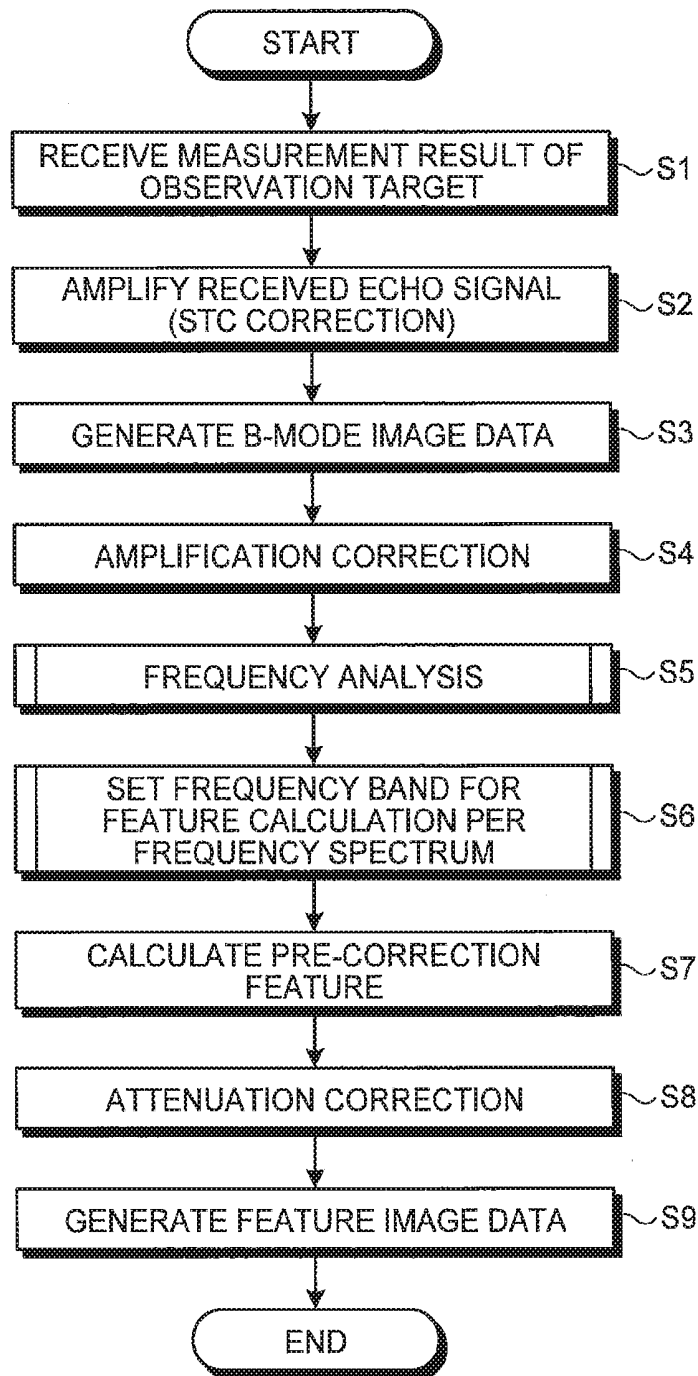 START
RECEIVE MEASUREMENT RESULT OF
OBSERVATION TARGET
S1
AMPLIFY RECEIVED ECHO SIGNAL
(STC CORRECTION)
S2
GENERATE B-MODE IMAGE DATA
S3
AMPLIFICATION CORRECTION
S4
FREQUENCY ANALYSIS
S5
SET FREQUENCY BAND FOR
FEATURE CALCULATION PER
FREQUENCY SPECTRUM
S6
CALCULATE PRE-CORRECTION
FEATURE
S7
ATTENUATION CORRECTION
S8
GENERATE FEATURE IMAGE DATA
S9
END